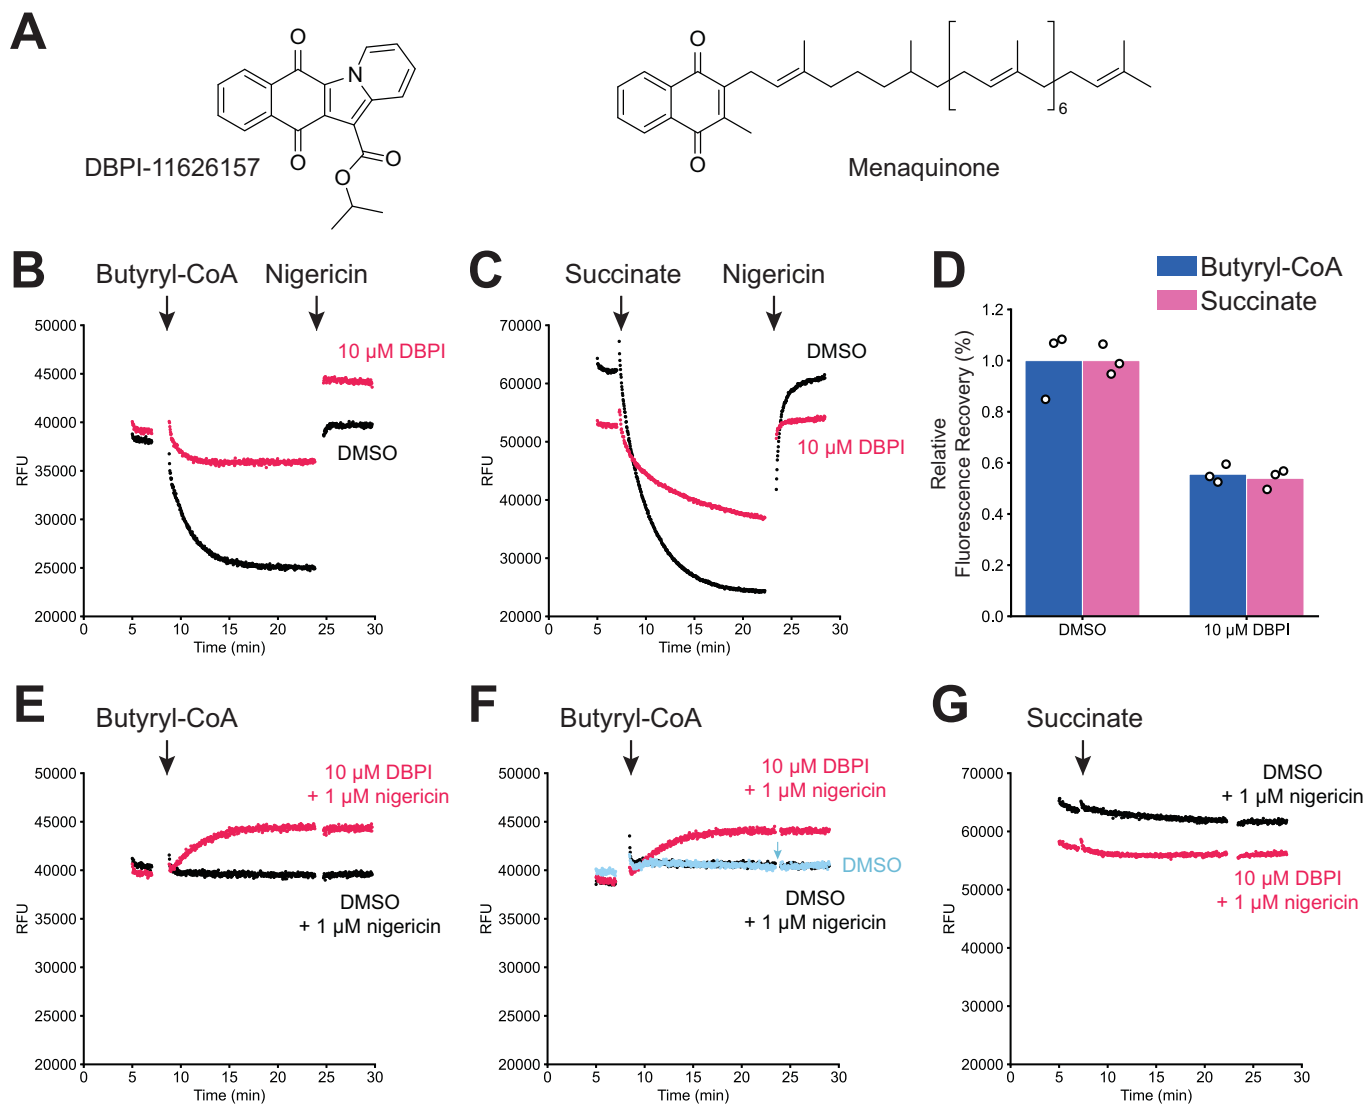 A
O
N
O
O
O
DBPI-11626157
O
O
6
Menaquinone
B
Butyryl-CoA
Nigericin
50000
45000
40000
35000
30000
25000
20000
RFU
10 µM DBPI
DMSO
0
5
10
15
20
25
30
Time (min)
C
Succinate
Nigericin
70000
60000
50000
40000
30000
20000
RFU
DMSO
10 µM DBPI
0
5
10
15
20
25
30
Time (min)
D
Butyryl-CoA
Succinate
1.2
1.0
0.8
0.6
0.4
0.2
0.0
Relative
Fluorescence Recovery (%)
DMSO
10 µM DBPI
E
Butyryl-CoA
50000
45000
40000
35000
30000
25000
20000
RFU
10 µM DBPI
+ 1 µM nigericin
DMSO
+ 1 µM nigericin
0
5
10
15
20
25
30
Time (min)
F
Butyryl-CoA
50000
45000
40000
35000
30000
25000
20000
RFU
10 µM DBPI
+ 1 µM nigericin
DMSO
DMSO
+ 1 µM nigericin
0
5
10
15
20
25
30
Time (min)
G
Succinate
70000
60000
50000
40000
30000
20000
RFU
DMSO
+ 1 µM nigericin
10 µM DBPI
+ 1 µM nigericin
0
5
10
15
20
25
30
Time (min)